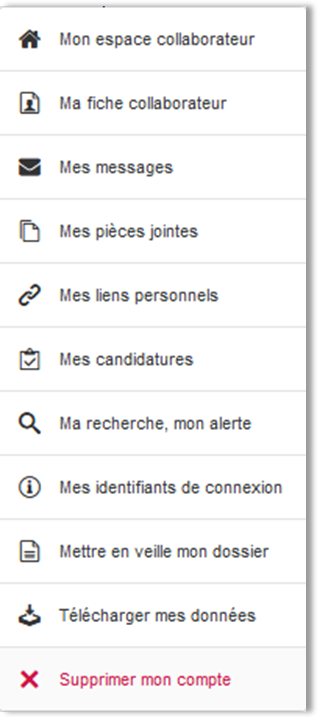 Mon espace collaborateur
Ma fiche collaborateur
Mes messages
Mes pièces jointes
Mes liens personnels
Mes candidatures
Ma recherche, mon alerte
Mes identifiants de connexion
Mettre en veille mon dossier
Télécharger mes données
Supprimer mon compte